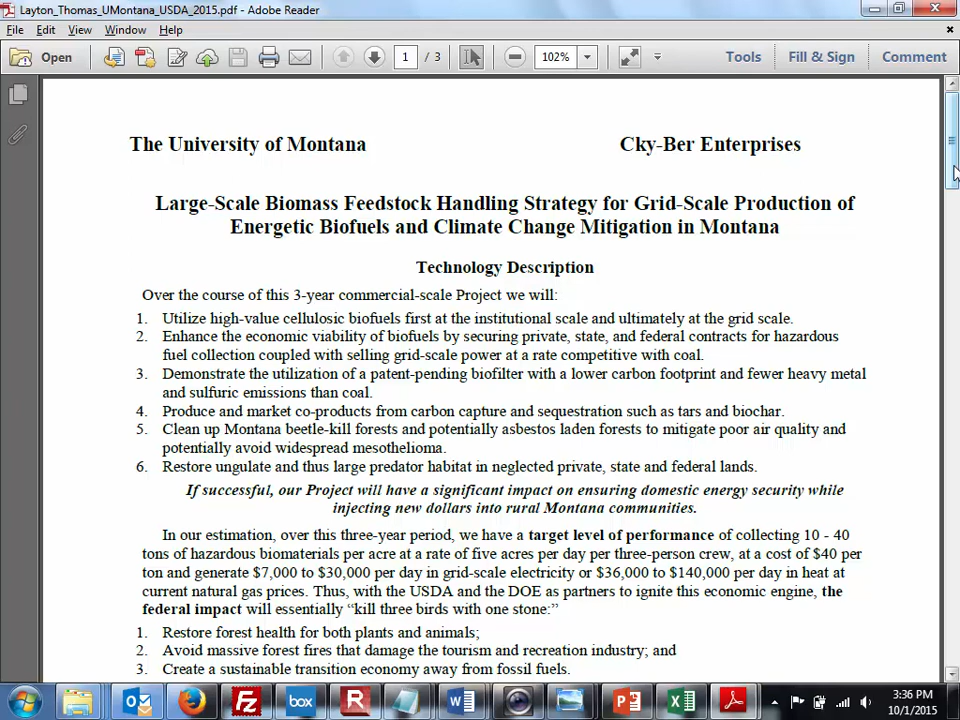 Layton_Thomas_UMontana_USDA_2015.pdf - Adobe Reader
File Edit View Window Help
Open 1 / 3 102% Tools Fill & Sign Comment
The University of Montana Cky-Ber Enterprises
Large-Scale Biomass Feedstock Handling Strategy for Grid-Scale Production of
Energetic Biofuels and Climate Change Mitigation in Montana
Technology Description
Over the course of this 3-year commercial-scale Project we will:
1. Utilize high-value cellulosic biofuels first at the institutional scale and ultimately at the grid scale.
2. Enhance the economic viability of biofuels by securing private, state, and federal contracts for hazardous
fuel collection coupled with selling grid-scale power at a rate competitive with coal.
3. Demonstrate the utilization of a patent-pending biofilter with a lower carbon footprint and fewer heavy metal
and sulfuric emissions than coal.
4. Produce and market co-products from carbon capture and sequestration such as tars and biochar.
5. Clean up Montana beetle-kill forests and potentially asbestos laden forests to mitigate poor air quality and
potentially avoid widespread mesothelioma.
6. Restore ungulate and thus large predator habitat in neglected private, state and federal lands.
If successful, our Project will have a significant impact on ensuring domestic energy security while
injecting new dollars into rural Montana communities.
In our estimation, over this three-year period, we have a target level of performance of collecting 10 - 40
tons of hazardous biomaterials per acre at a rate of five acres per day per three-person crew, at a cost of $40 per
ton and generate $7,000 to $30,000 per day in grid-scale electricity or $36,000 to $140,000 per day in heat at
current natural gas prices. Thus, with the USDA and the DOE as partners to ignite this economic engine, the
federal impact will essentially “kill three birds with one stone:”
1. Restore forest health for both plants and animals;
2. Avoid massive forest fires that damage the tourism and recreation industry; and
3. Create a sustainable transition economy away from fossil fuels.
box
3:36 PM
10/1/2015